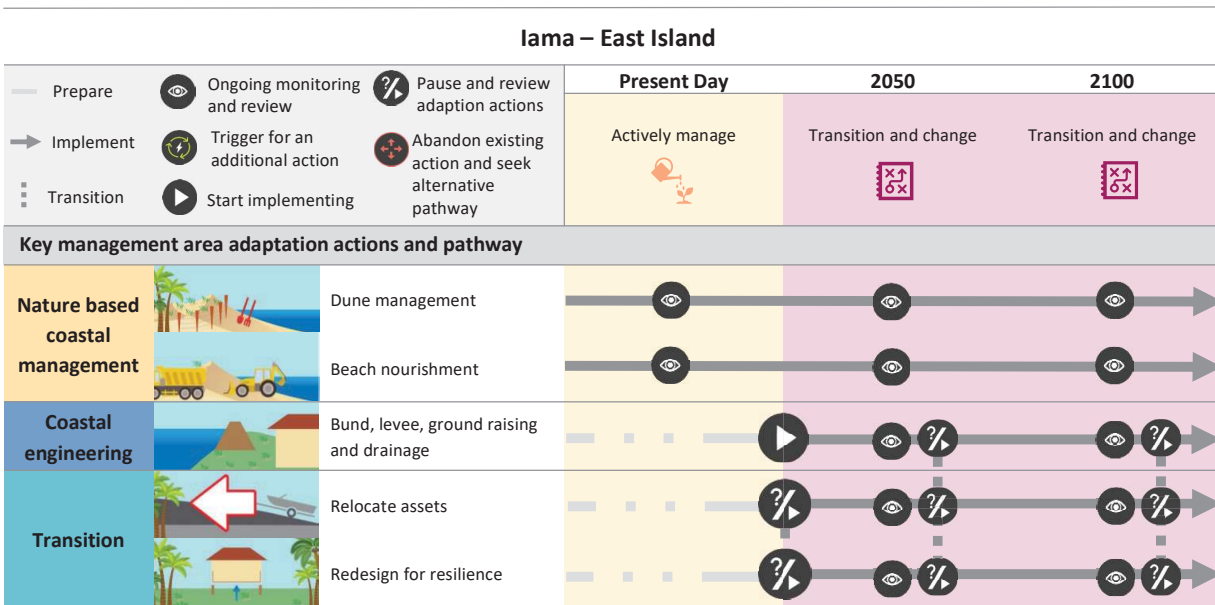 Iama – East Island
Prepare
Ongoing monitoring
and review
Pause and review
adaption actions
Implement
Trigger for an
additional action
Abandon existing
action and seek
alternative
pathway
Transition
Start implementing
Present Day
2050
2100
Actively manage
Transition and change
Transition and change
Key management area adaptation actions and pathway
Nature based
coastal
management
Dune management
Beach nourishment
Coastal
engineering
Bund, levee, ground raising
and drainage
Transition
Relocate assets
Redesign for resilience